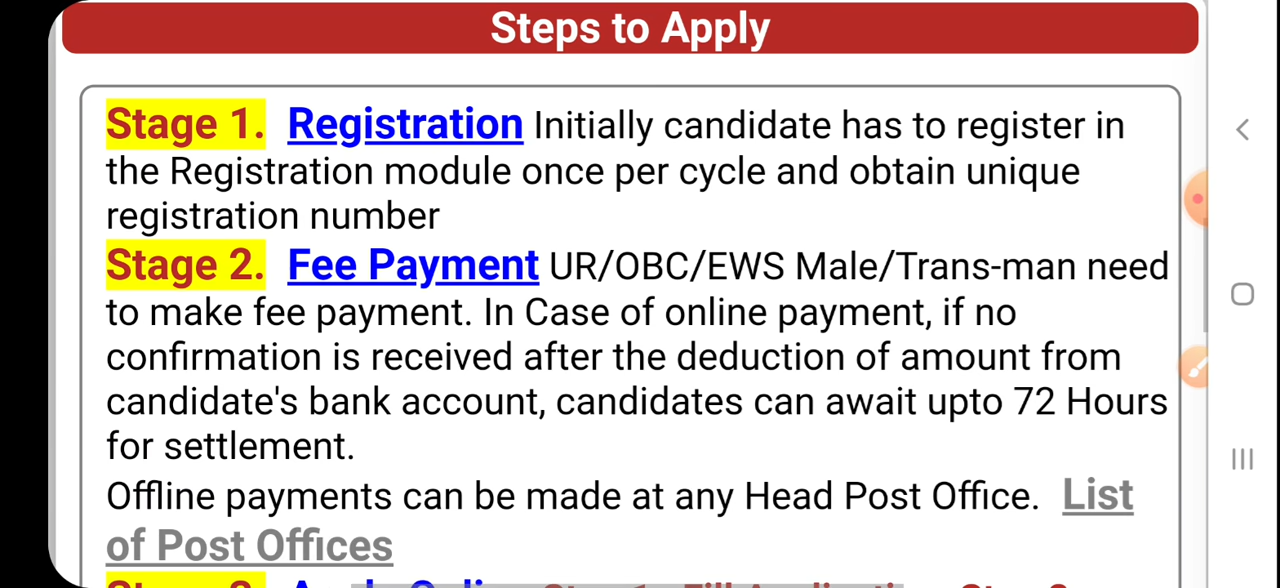 Steps to Apply
Stage 1. Registration Initially candidate has to register in
the Registration module once per cycle and obtain unique
registration number
Stage 2. Fee Payment UR/OBC/EWS Male/Trans-man need
to make fee payment. In Case of online payment, if no
confirmation is received after the deduction of amount from
candidate's bank account, candidates can await upto 72 Hours
for settlement.
Offline payments can be made at any Head Post Office. List
of Post Offices